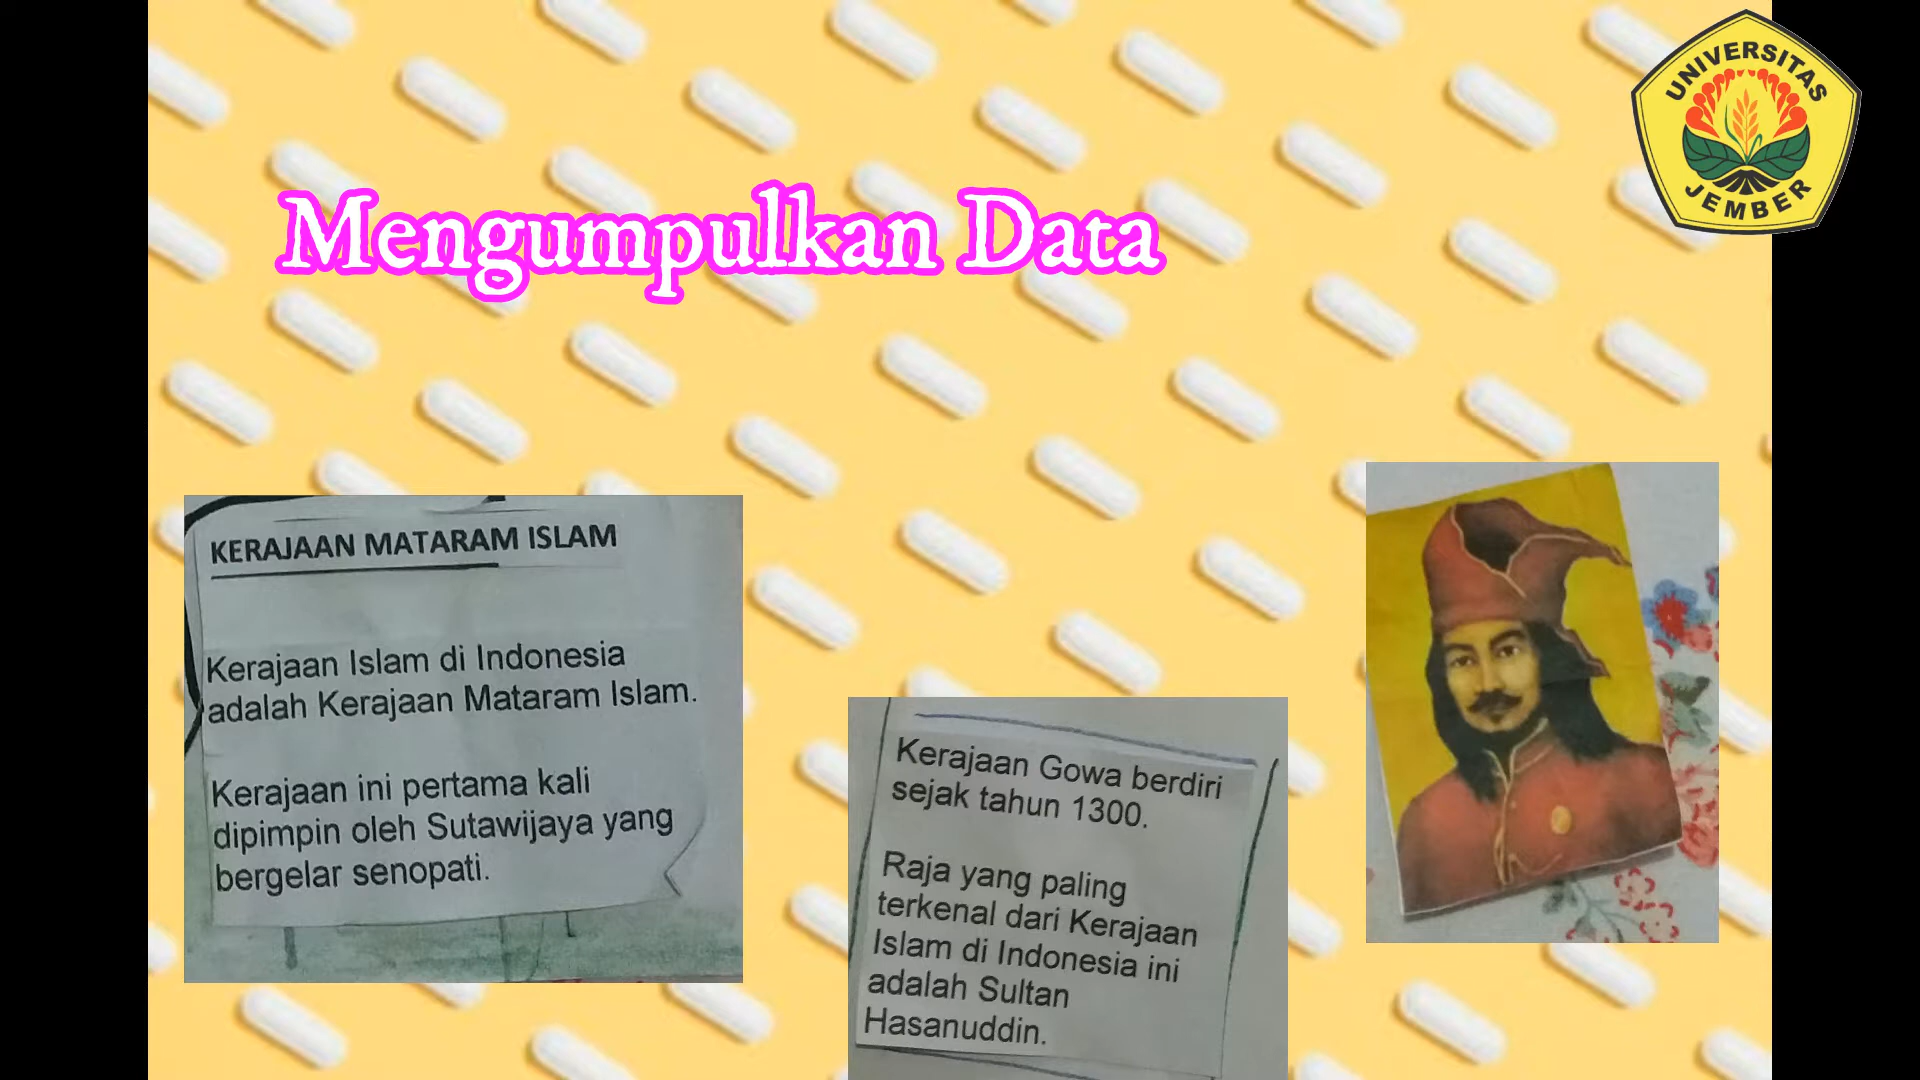 UNIVERSITAS
JEMBER
Mengumpulkan Data
KERAJAAN MATARAM ISLAM
Kerajaan Islam di Indonesia
adalah Kerajaan Mataram Islam.
Kerajaan ini pertama kali
dipimpin oleh Sutawijaya yang
bergelar senopati.
Kerajaan Gowa berdiri
sejak tahun 1300.
Raja yang paling
terkenal dari Kerajaan
Islam di Indonesia ini
adalah Sultan
Hasanuddin.